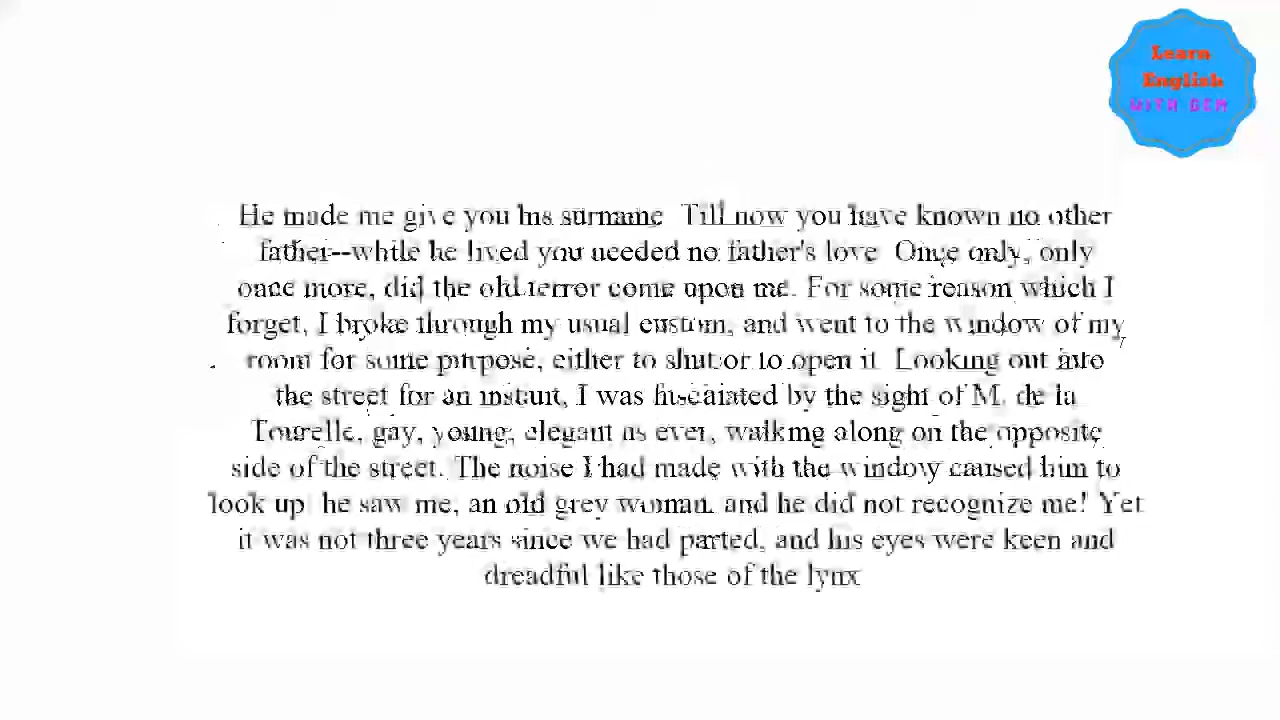 Learn
English
WITH BEN
He made me give you his surname. Till now you have known no other
father--while he lived you needed no father's love. Once only, only
once more, did the old terror come upon me. For some reason which I
forget, I broke through my usual custom, and went to the window of my
room for some purpose, either to shut or to open it. Looking out into
the street for an instant, I was fascinated by the sight of M. de la
Tourelle, gay, young, elegant as ever, walking along on the opposite
side of the street. The noise I had made with the window caused him to
look up; he saw me, an old grey woman, and he did not recognize me! Yet
it was not three years since we had parted, and his eyes were keen and
dreadful like those of the lynx